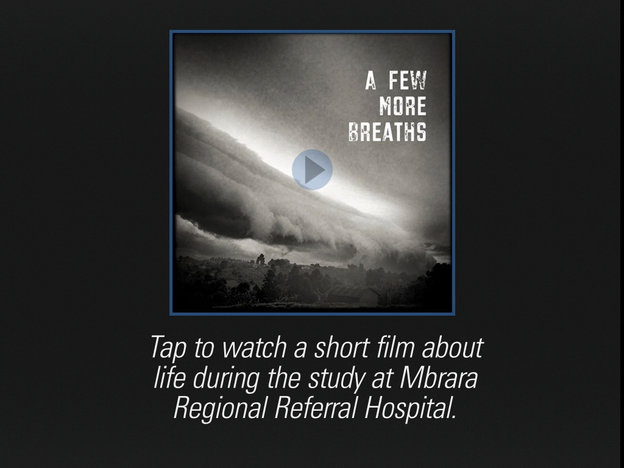 A FEW
MORE
BREATHS
Tap to watch a short film about
life during the study at Mbrara
Regional Referral Hospital.